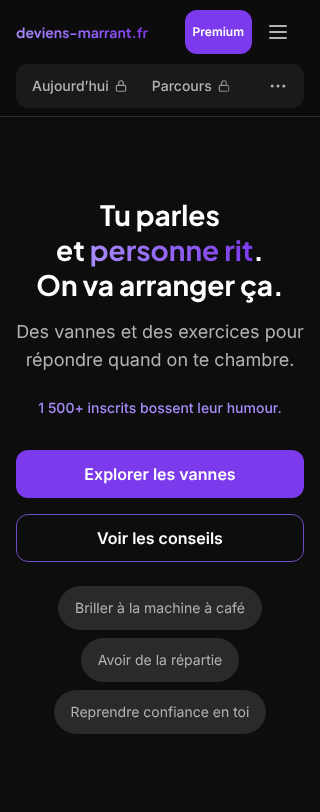 deviens-marrant.fr
Premium
Aujourd’hui
Parcours
Tu parles
et personne rit.
On va arranger ça.
Des vannes et des exercices pour
répondre quand on te chambre.
1 500+ inscrits bossent leur humour.
Explorer les vannes
Voir les conseils
Briller à la machine à café
Avoir de la répartie
Reprendre confiance en toi